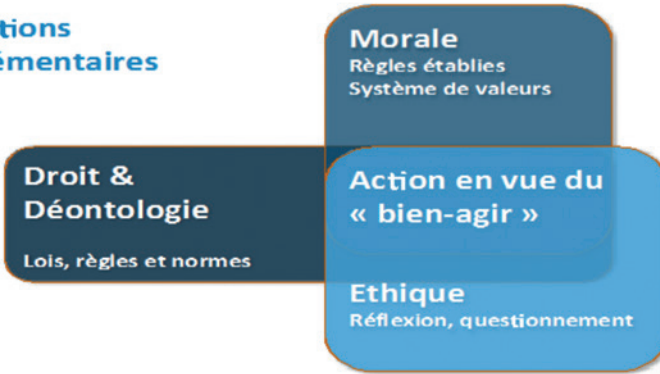 tions
émentaires
Morale
Règles établies
Système de valeurs
Droit &
Déontologie
Lois, règles et normes
Action en vue du
« bien-agir »
Ethique
Réflexion, questionnement